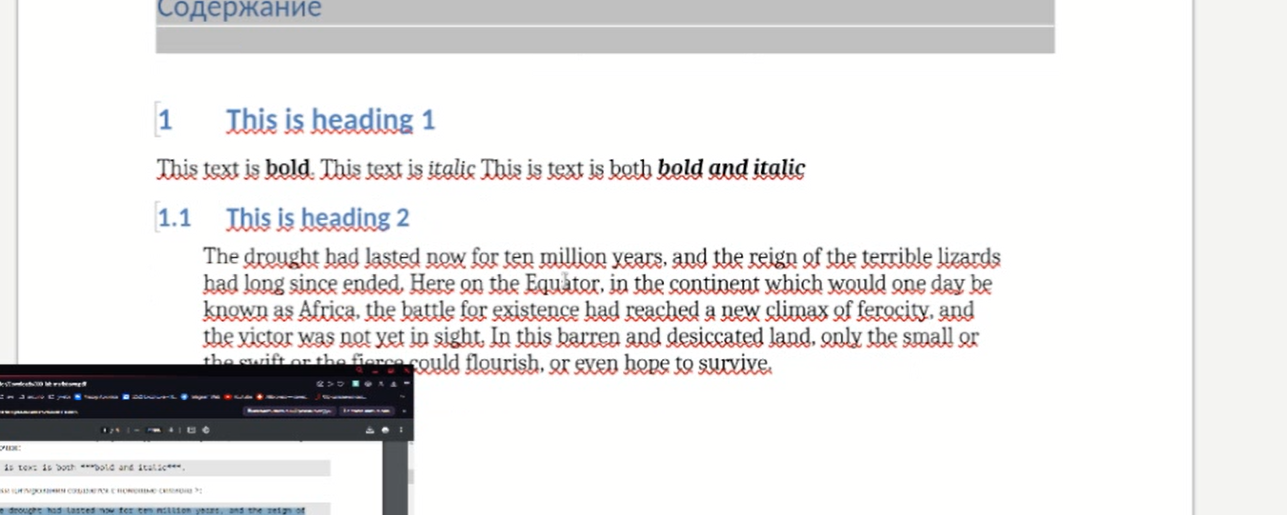 Содержание
1 This is heading 1
This text is bold. This text is italic This is text is both bold and italic
1.1 This is heading 2
The drought had lasted now for ten million years, and the reign of the terrible lizards
had long since ended. Here on the Equator, in the continent which would one day be
known as Africa, the battle for existence had reached a new climax of ferocity, and
the victor was not yet in sight. In this barren and desiccated land, only the small or
the swift or the fierce could flourish, or even hope to survive.
is text is both ***bold and italic***.
drought had lasted now for ten million years, and the reign of